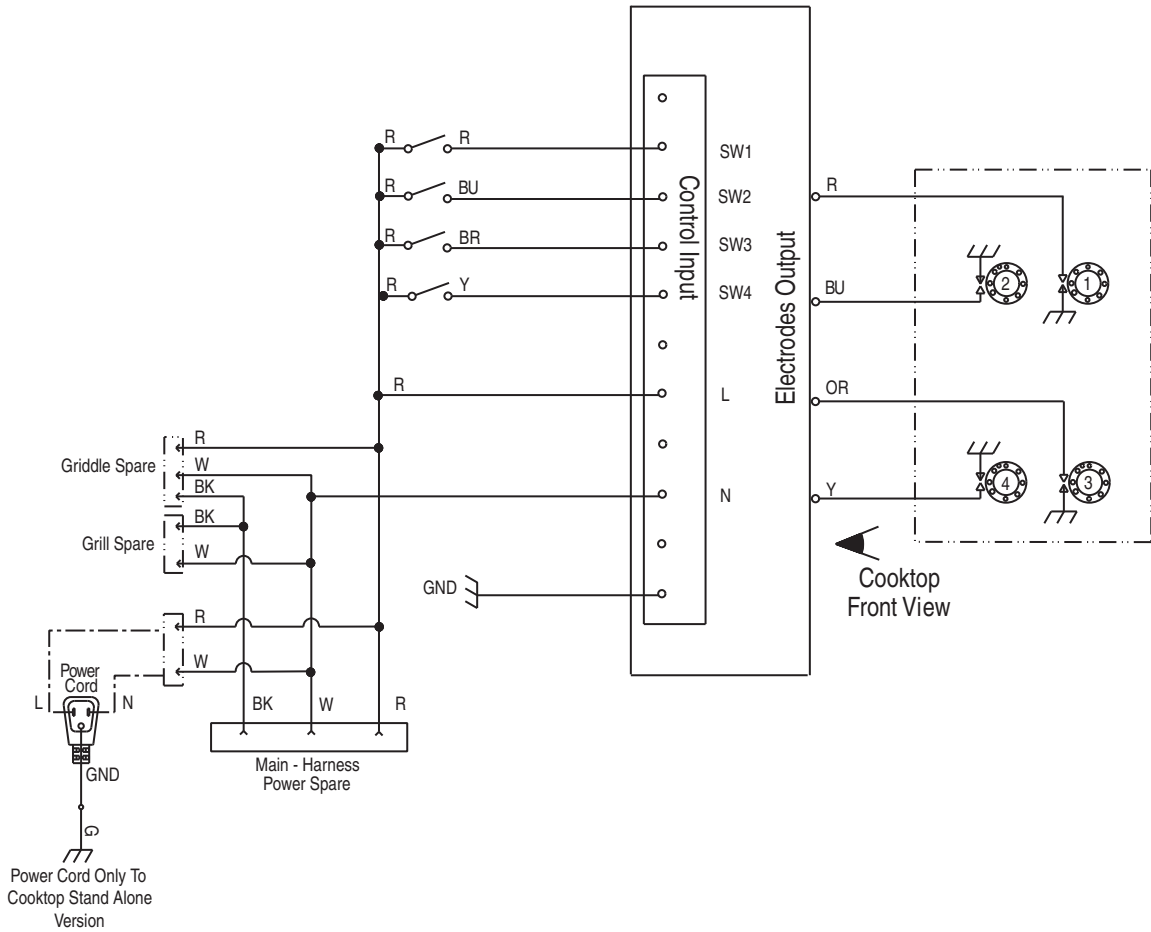 R R
SW1
R BU
SW2
R
R BR
SW3
R Y
SW4
BU
2 1
Control Input
Electrodes Output
R
L
OR
R
Griddle Spare
W
BK
N
Y
4 3
BK
Grill Spare
W
GND
Cooktop
Front View
R
W
Power
Cord
L N
BK W R
GND
Main - Harness
Power Spare
G
Power Cord Only To
Cooktop Stand Alone
Version